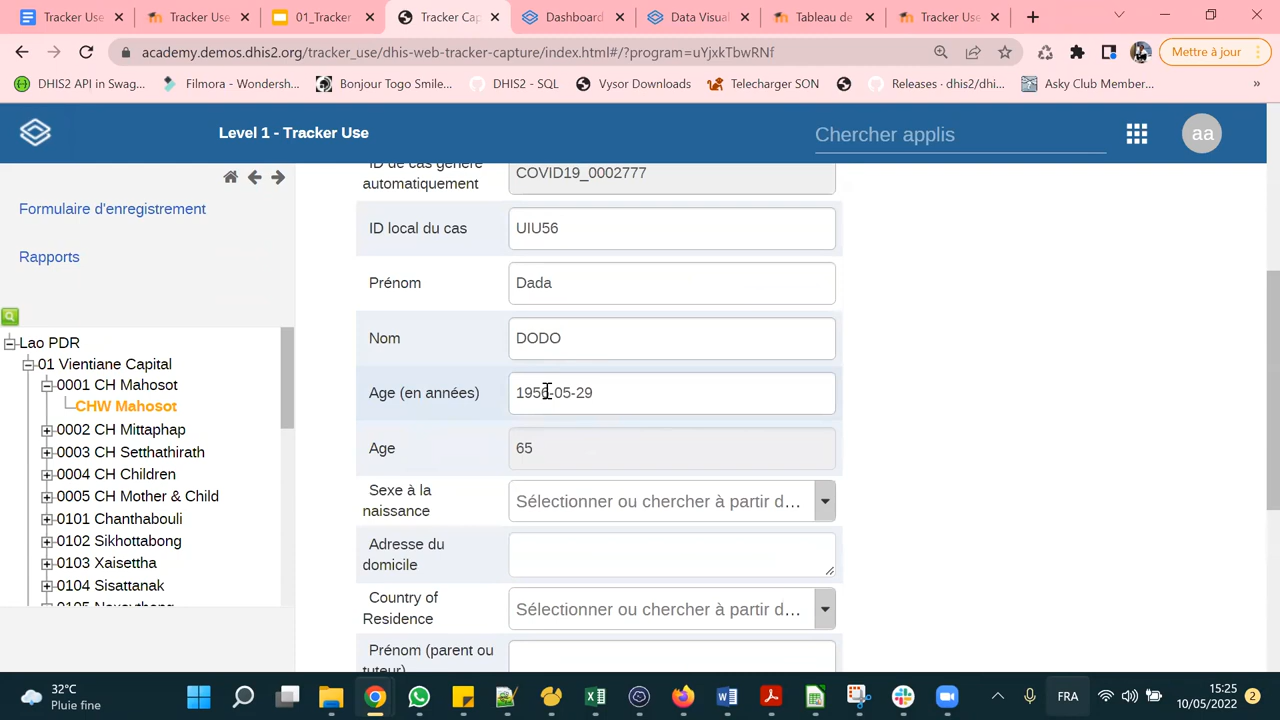 Tracker Use
Tracker Use
01_Tracker
Tracker Cap
Dashboard
Data Visual
Tableau de
Tracker Use
academy.demos.dhis2.org/tracker_use/dhis-web-tracker-capture/index.html#/?program=uYjxkTbwRNf
Mettre à jour
DHIS2 API in Swag...
Filmora - Wondersh...
Bonjour Togo Smile...
DHIS2 - SQL
Vysor Downloads
Telecharger SON
Releases · dhis2/dhi...
Asky Club Member...
»
Level 1 - Tracker Use
Chercher applis
aa
Formulaire d'enregistrement
Rapports
Lao PDR
01 Vientiane Capital
0001 CH Mahosot
CHW Mahosot
0002 CH Mittaphap
0003 CH Setthathirath
0004 CH Children
0005 CH Mother & Child
0101 Chanthabouli
0102 Sikhottabong
0103 Xaisettha
0104 Sisattanak
ID de cas généré
automatiquement
COVID19_0002777
ID local du cas
UIU56
Prénom
Dada
Nom
DODO
Age (en années)
1956-05-29
Age
65
Sexe à la
naissance
Sélectionner ou chercher à partir d...
Adresse du
domicile
Country of
Residence
Sélectionner ou chercher à partir d...
Prénom (parent ou
tuteur)
32°C
Pluie fine
FRA
15:25
10/05/2022
2